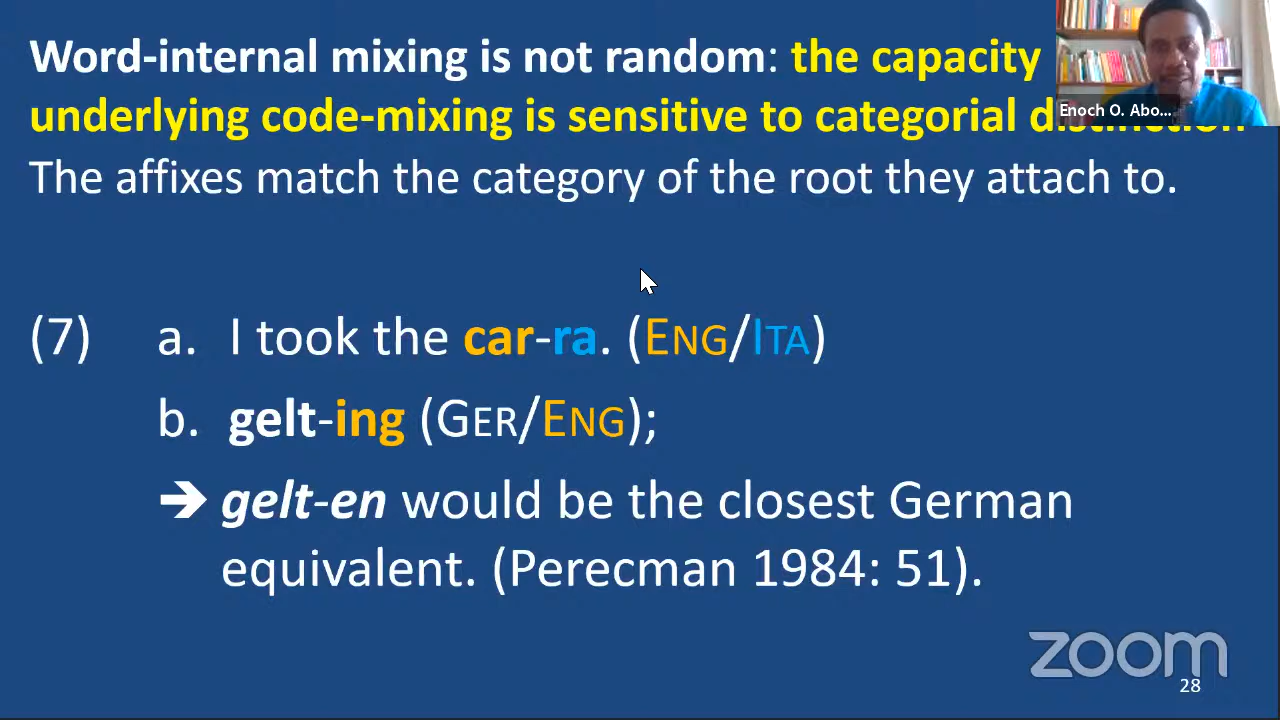 Word-internal mixing is not random: the capacity
underlying code-mixing is sensitive to categorial distinction
Enoch O. Abo...
The affixes match the category of the root they attach to.
(7) a. I took the car-ra. (ENG/ITA)
b. gelt-ing (GER/ENG);
➔ gelt-en would be the closest German
equivalent. (Perecman 1984: 51).
zoom
28